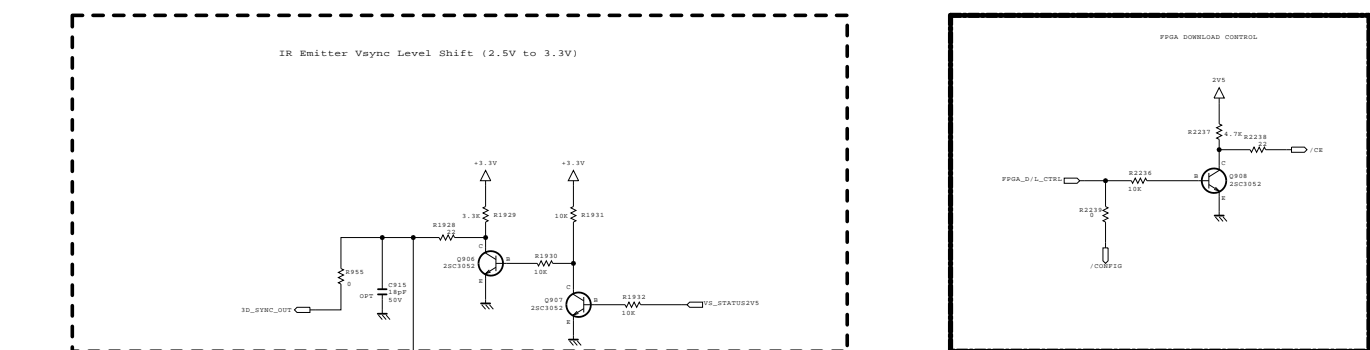 IR Emitter Vsync Level Shift (2.5V to 3.3V)
+3.3V
+3.3V
3.3K R1929
10K R1931
R1928
22
C
Q906
2SC3052
B
E
R1930
10K
R955
0
OPT
C915
18pF
50V
3D_SYNC_OUT
C
Q907
2SC3052
B
E
R1932
10K
VS_STATUS2V5
FPGA DOWNLOAD CONTROL
2V5
R2237
4.7K
R2238
22
/CE
FPGA_D/L_CTRL
R2236
10K
C
B
E
Q908
2SC3052
R2239
0
/CONFIG